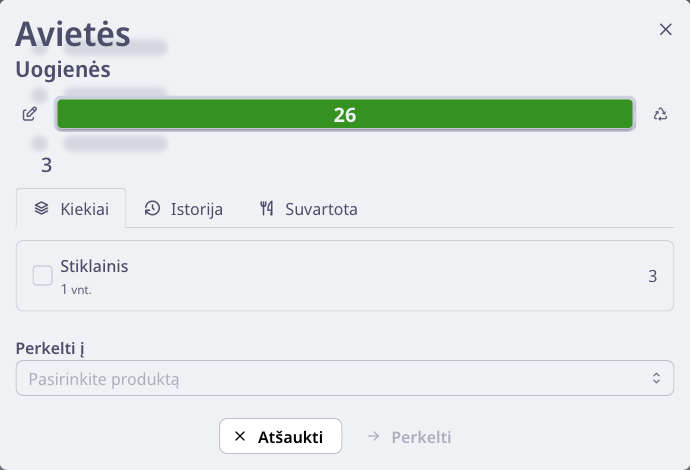 Avietės
Uogienės
26
3
Kiekiai Istorija Suvartota
Stiklainis 3
1 vnt.
Perkelti į
Pasirinkite produktą
Atšaukti Perkelti